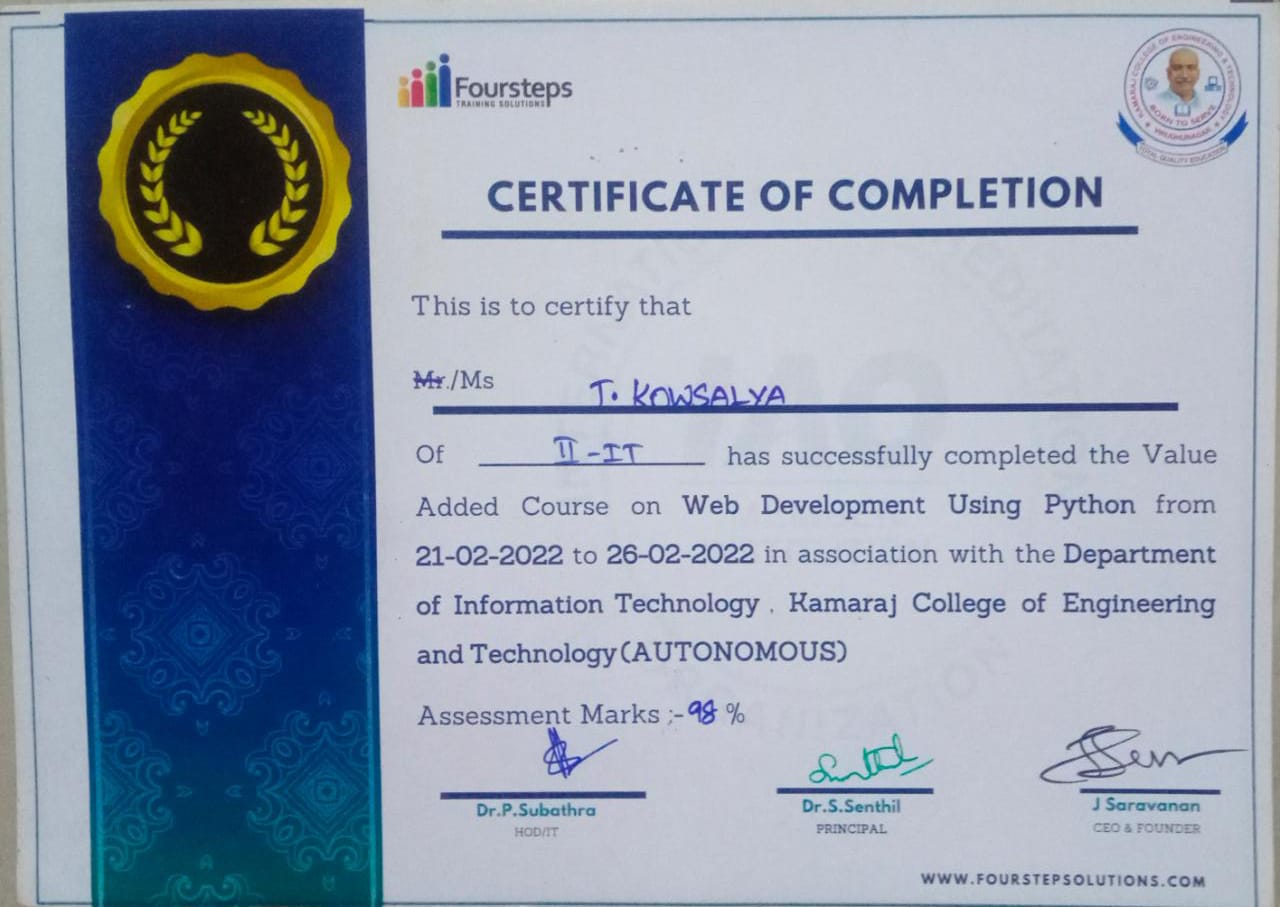 Foursteps
TRAINING SOLUTIONS
KAMARAJ COLLEGE OF ENGINEERING & TECHNOLOGY
BORN TO SERVE
VIRUDHUNAGAR
TOTAL QUALITY EDUCATION
CERTIFICATE OF COMPLETION
This is to certify that
Mr./Ms T. KOWSALYA
Of II-IT has successfully completed the Value
Added Course on Web Development Using Python from
21-02-2022 to 26-02-2022 in association with the Department
of Information Technology , Kamaraj College of Engineering
and Technology(AUTONOMOUS)
Assessment Marks ;- 98 %
Dr.P.Subathra Dr.S.Senthil J Saravanan
HOD/IT PRINCIPAL CEO & FOUNDER
WWW.FOURSTEPSOLUTIONS.COM